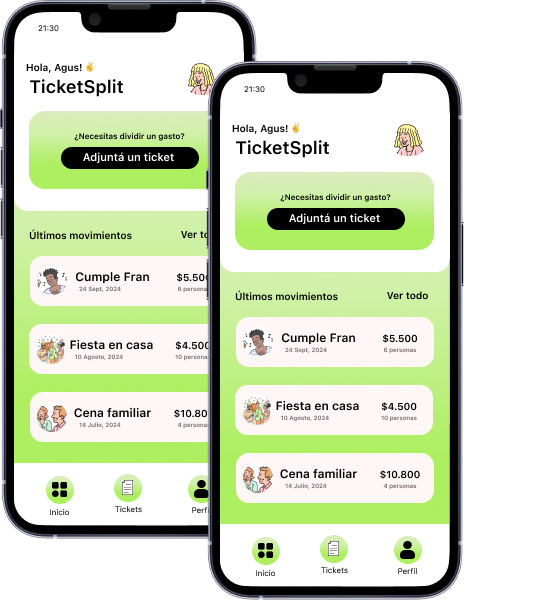 21:30
Hola, Agus! ✌️
TicketSplit
¿Necesitas dividir un gasto?
Adjuntá un ticket
Últimos movimientos Ver to
Cumple Fran $5.500
24 Sept, 2024 6 personas
Fiesta en casa $4.500
10 Agosto, 2024 10 personas
Cena familiar $10.80
14 Julio, 2024 4 personas
Inicio Tickets Perfil
21:30
Hola, Agus! ✌️
TicketSplit
¿Necesitas dividir un gasto?
Adjuntá un ticket
Últimos movimientos Ver todo
Cumple Fran $5.500
24 Sept, 2024 6 personas
Fiesta en casa $4.500
10 Agosto, 2024 10 personas
Cena familiar $10.800
14 Julio, 2024 4 personas
Inicio Tickets Perfil